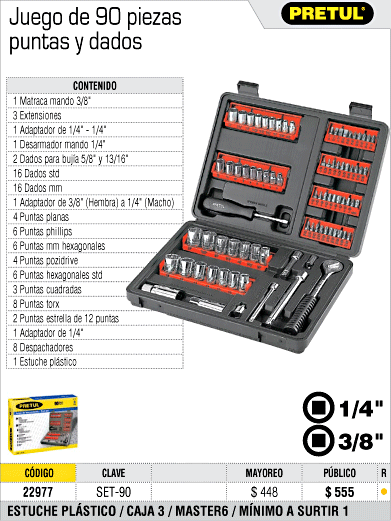 Juego de 90 piezas
puntas y dados
PRETUL®
CONTENIDO
1 Matraca mando 3/8"
3 Extensiones
1 Adaptador de 1/4" - 1/4"
1 Desarmador mando 1/4"
2 Dados para bujía 5/8" y 13/16"
16 Dados std
16 Dados mm
1 Adaptador de 3/8" (Hembra) a 1/4" (Macho)
4 Puntas planas
6 Puntas phillips
6 Puntas mm hexagonales
4 Puntas pozidrive
6 Puntas hexagonales std
3 Puntas cuadradas
8 Puntas torx
2 Puntas estrella de 12 puntas
1 Adaptador de 1/4"
8 Despachadores
1 Estuche plástico
PRETUL
1/4"
3/8"
CÓDIGO CLAVE MAYOREO PÚBLICO R
22977 SET-90 $ 448 $ 555
ESTUCHE PLÁSTICO / CAJA 3 / MASTER6 / MÍNIMO A SURTIR 1